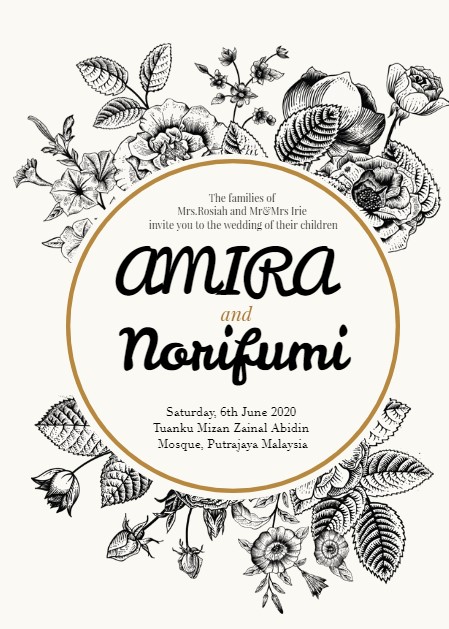 The families of
Mrs.Rosiah and Mr&Mrs Irie
invite you to the wedding of their children
AMIRA
and
Norifumi
Saturday, 6th June 2020
Tuanku Mizan Zainal Abidin
Mosque, Putrajaya Malaysia